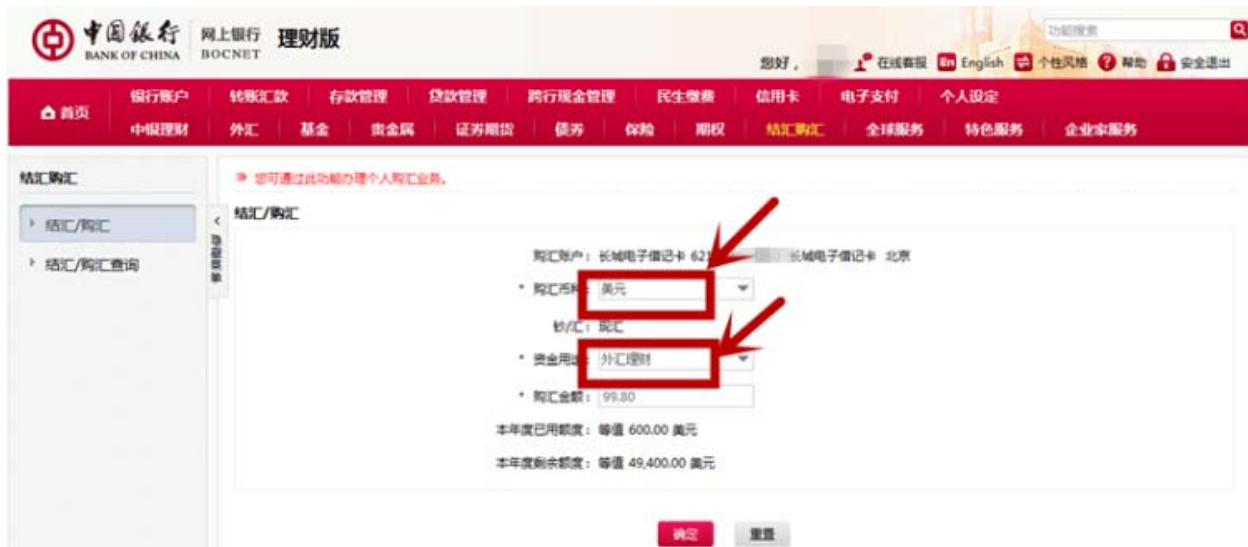 中国银行 网上银行 理财版
BANK OF CHINA BOCNET
功能搜索
您好， 在线客服 En English 个性风格 ? 帮助 安全退出
首页
银行账户 转账汇款 存款管理 贷款管理 跨行现金管理 民生缴费 信用卡 电子支付 个人设定
中银理财 外汇 基金 贵金属 证券期货 债券 保险 期权 结汇购汇 全球服务 特色服务 企业家服务
结汇购汇
结汇/购汇
结汇/购汇查询
您可通过此功能办理个人购汇业务。
结汇/购汇
购汇账户： 长城电子借记卡 621 长城电子借记卡 北京
* 购汇币种： 美元
钞/汇： 现汇
* 资金用途： 外汇理财
* 购汇金额： 99.80
本年度已用额度： 等值 600.00 美元
本年度剩余额度： 等值 49,400.00 美元
确定 重置